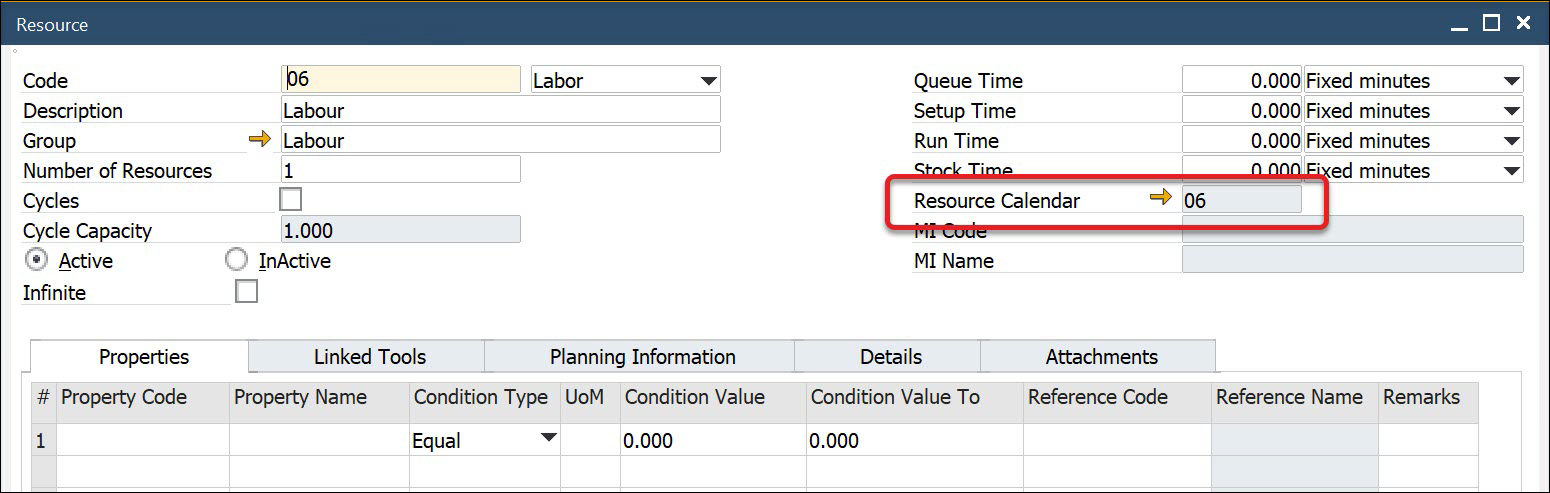 Resource
Code 06 Labor
Description Labour
Group Labour
Number of Resources 1
Cycles
Cycle Capacity 1.000
Active InActive
Infinite
Queue Time 0.000 Fixed minutes
Setup Time 0.000 Fixed minutes
Run Time 0.000 Fixed minutes
Stock Time 0.000 Fixed minutes
Resource Calendar 06
MI Code
MI Name
Properties Linked Tools Planning Information Details Attachments
# Property Code Property Name Condition Type UoM Condition Value Condition Value To Reference Code Reference Name Remarks
1 Equal 0.000 0.000